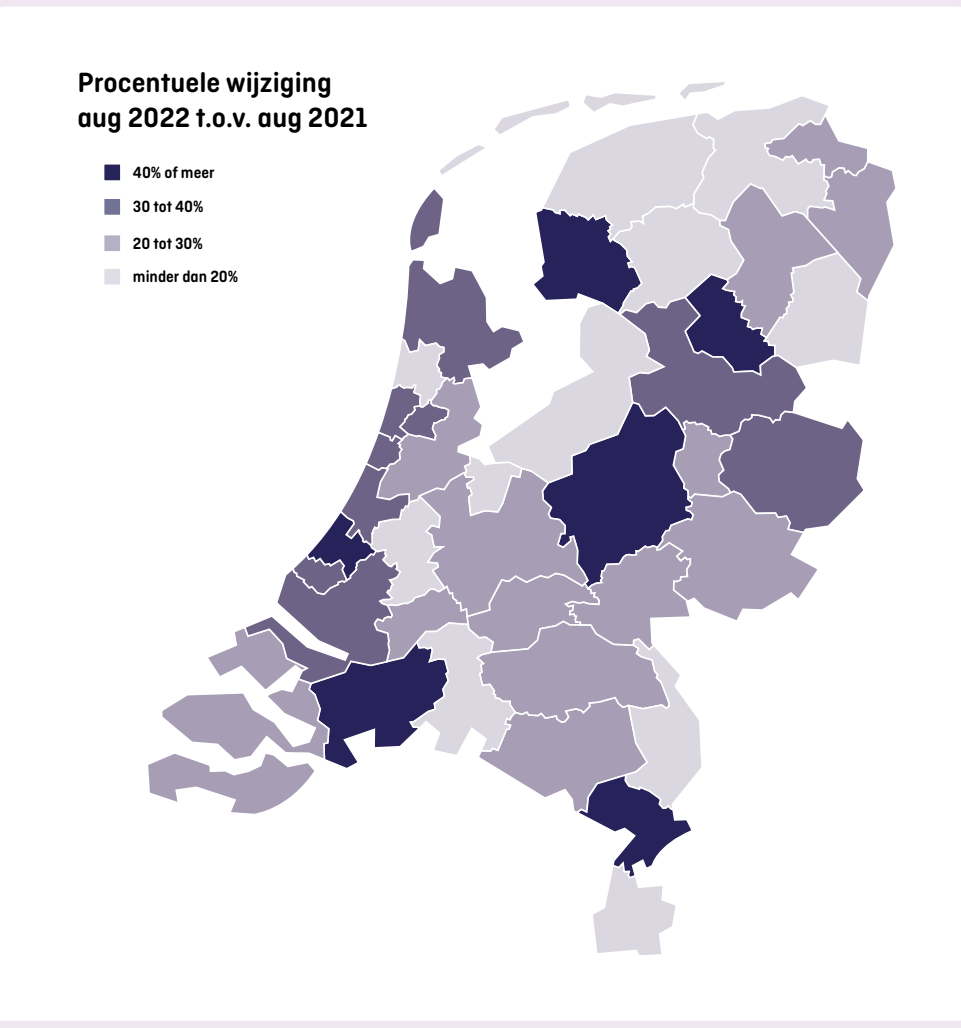 Procentuele wijziging
aug 2022 t.o.v. aug 2021
40% of meer
30 tot 40%
20 tot 30%
minder dan 20%